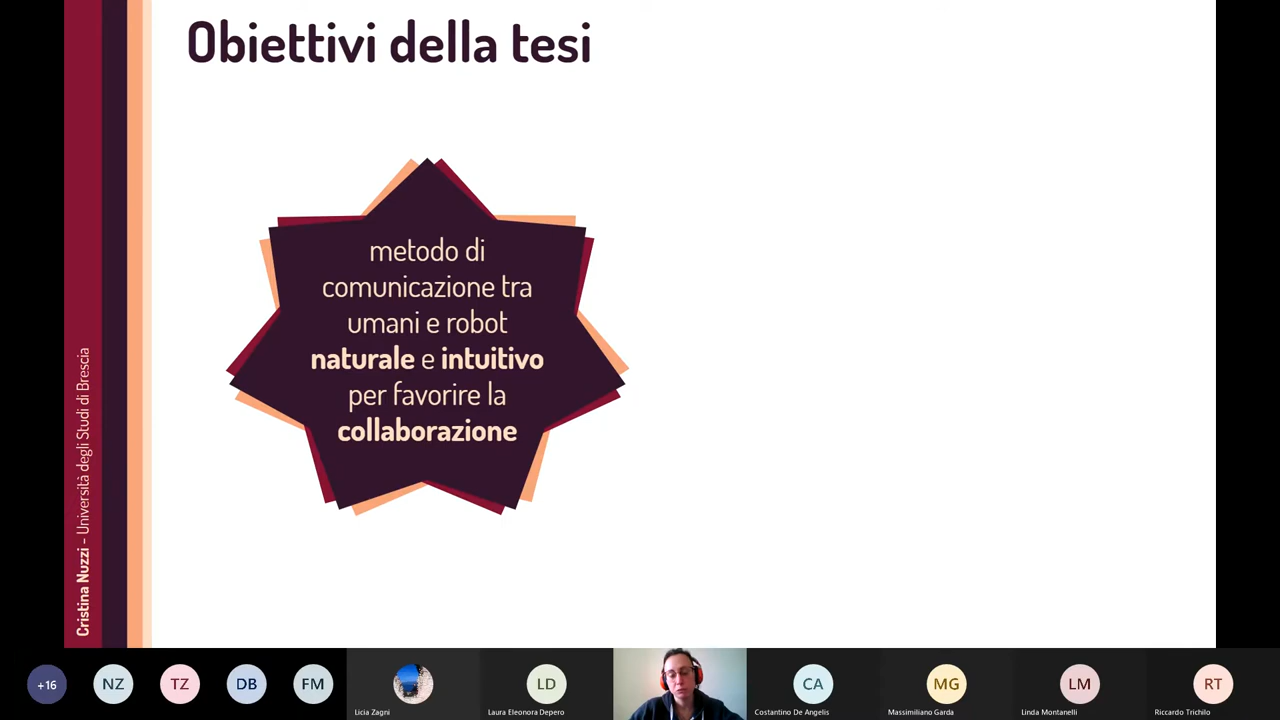 Obiettivi della tesi
metodo di
comunicazione tra
umani e robot
naturale e intuitivo
per favorire la
collaborazione
Cristina Nuzzi – Università degli Studi di Brescia
+16
NZ
TZ
DB
FM
Licia Zagni
LD
Laura Eleonora Depero
CA
Costantino De Angelis
MG
Massimiliano Garda
LM
Linda Montanelli
RT
Riccardo Trichilo